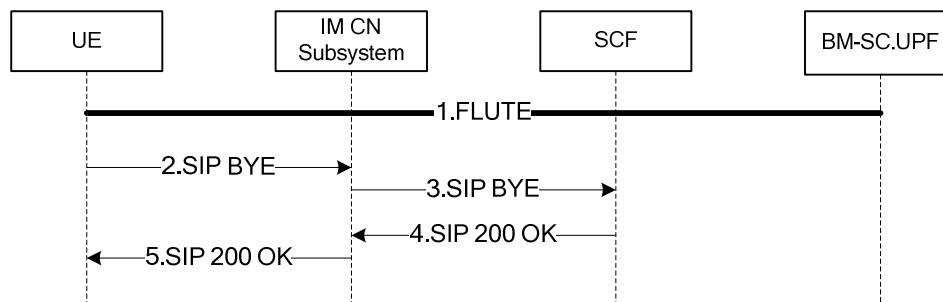 UE
IM CN
Subsystem
SCF
BM-SC.UPF
1.FLUTE
2.SIP BYE
3.SIP BYE
4.SIP 200 OK
5.SIP 200 OK